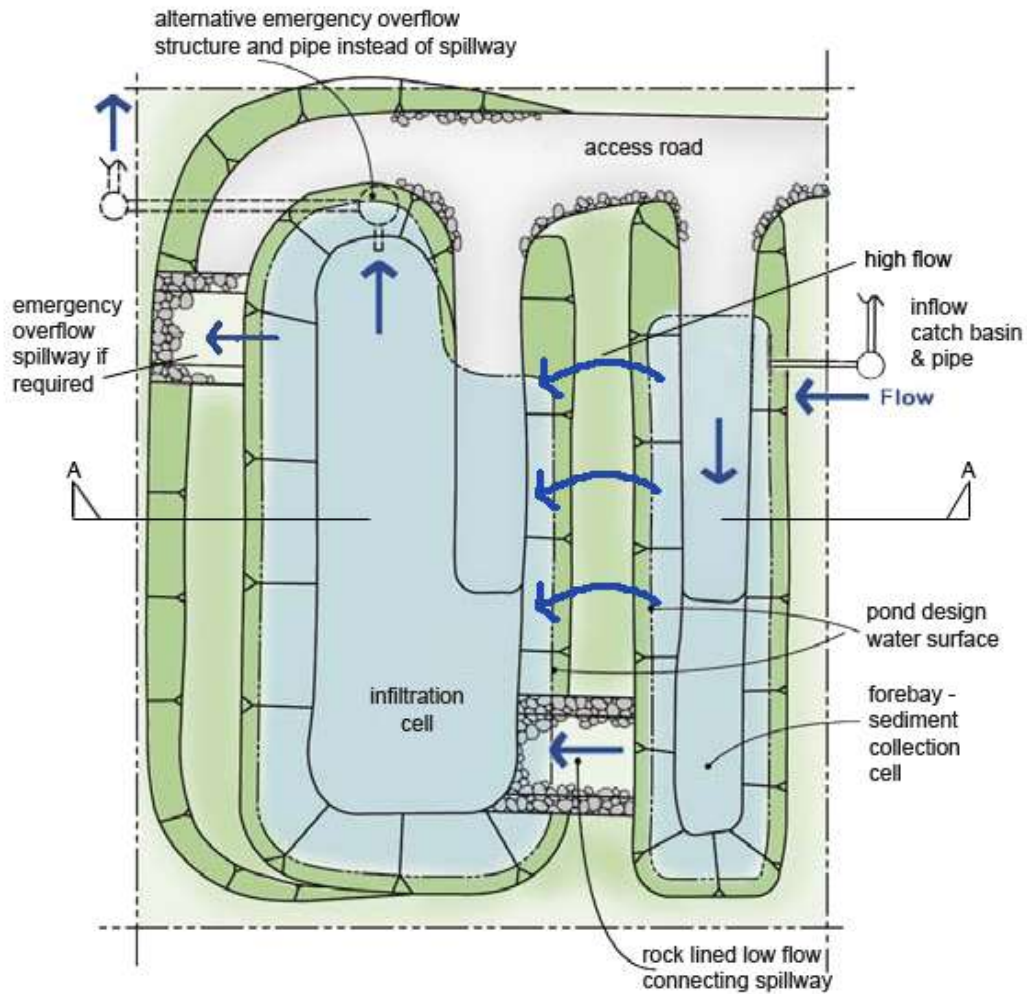 alternative emergency overflow
structure and pipe instead of spillway
access road
high flow
emergency
overflow
spillway if
required
inflow
catch basin
& pipe
Flow
A
A
pond design
water surface
infiltration
cell
forebay -
sediment
collection
cell
rock lined low flow
connecting spillway